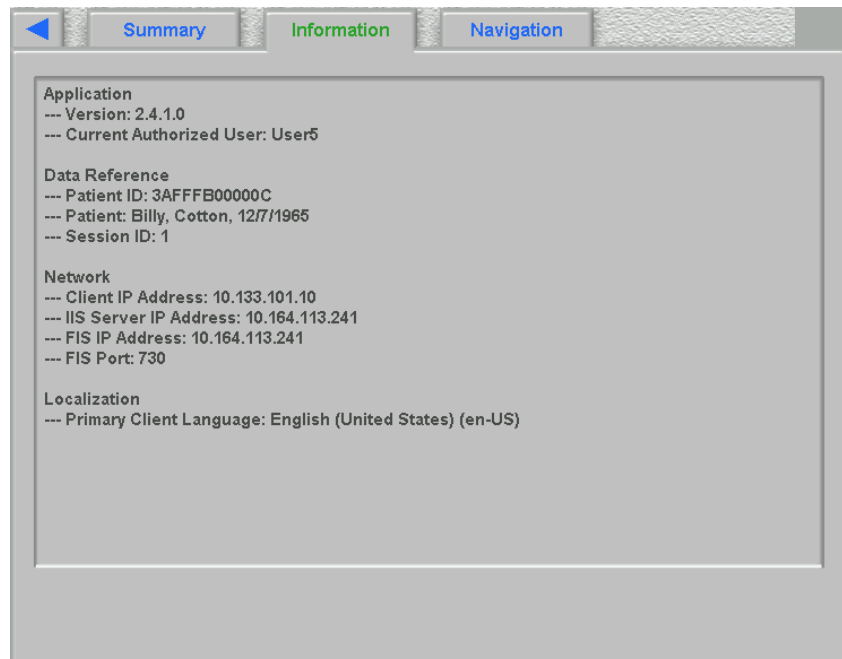 Summary
Information
Navigation
Application
--- Version: 2.4.1.0
--- Current Authorized User: User5
Data Reference
--- Patient ID: 3AFFFB00000C
--- Patient: Billy, Cotton, 12/7/1965
--- Session ID: 1
Network
--- Client IP Address: 10.133.101.10
--- IIS Server IP Address: 10.164.113.241
--- FIS IP Address: 10.164.113.241
--- FIS Port: 730
Localization
--- Primary Client Language: English (United States) (en-US)